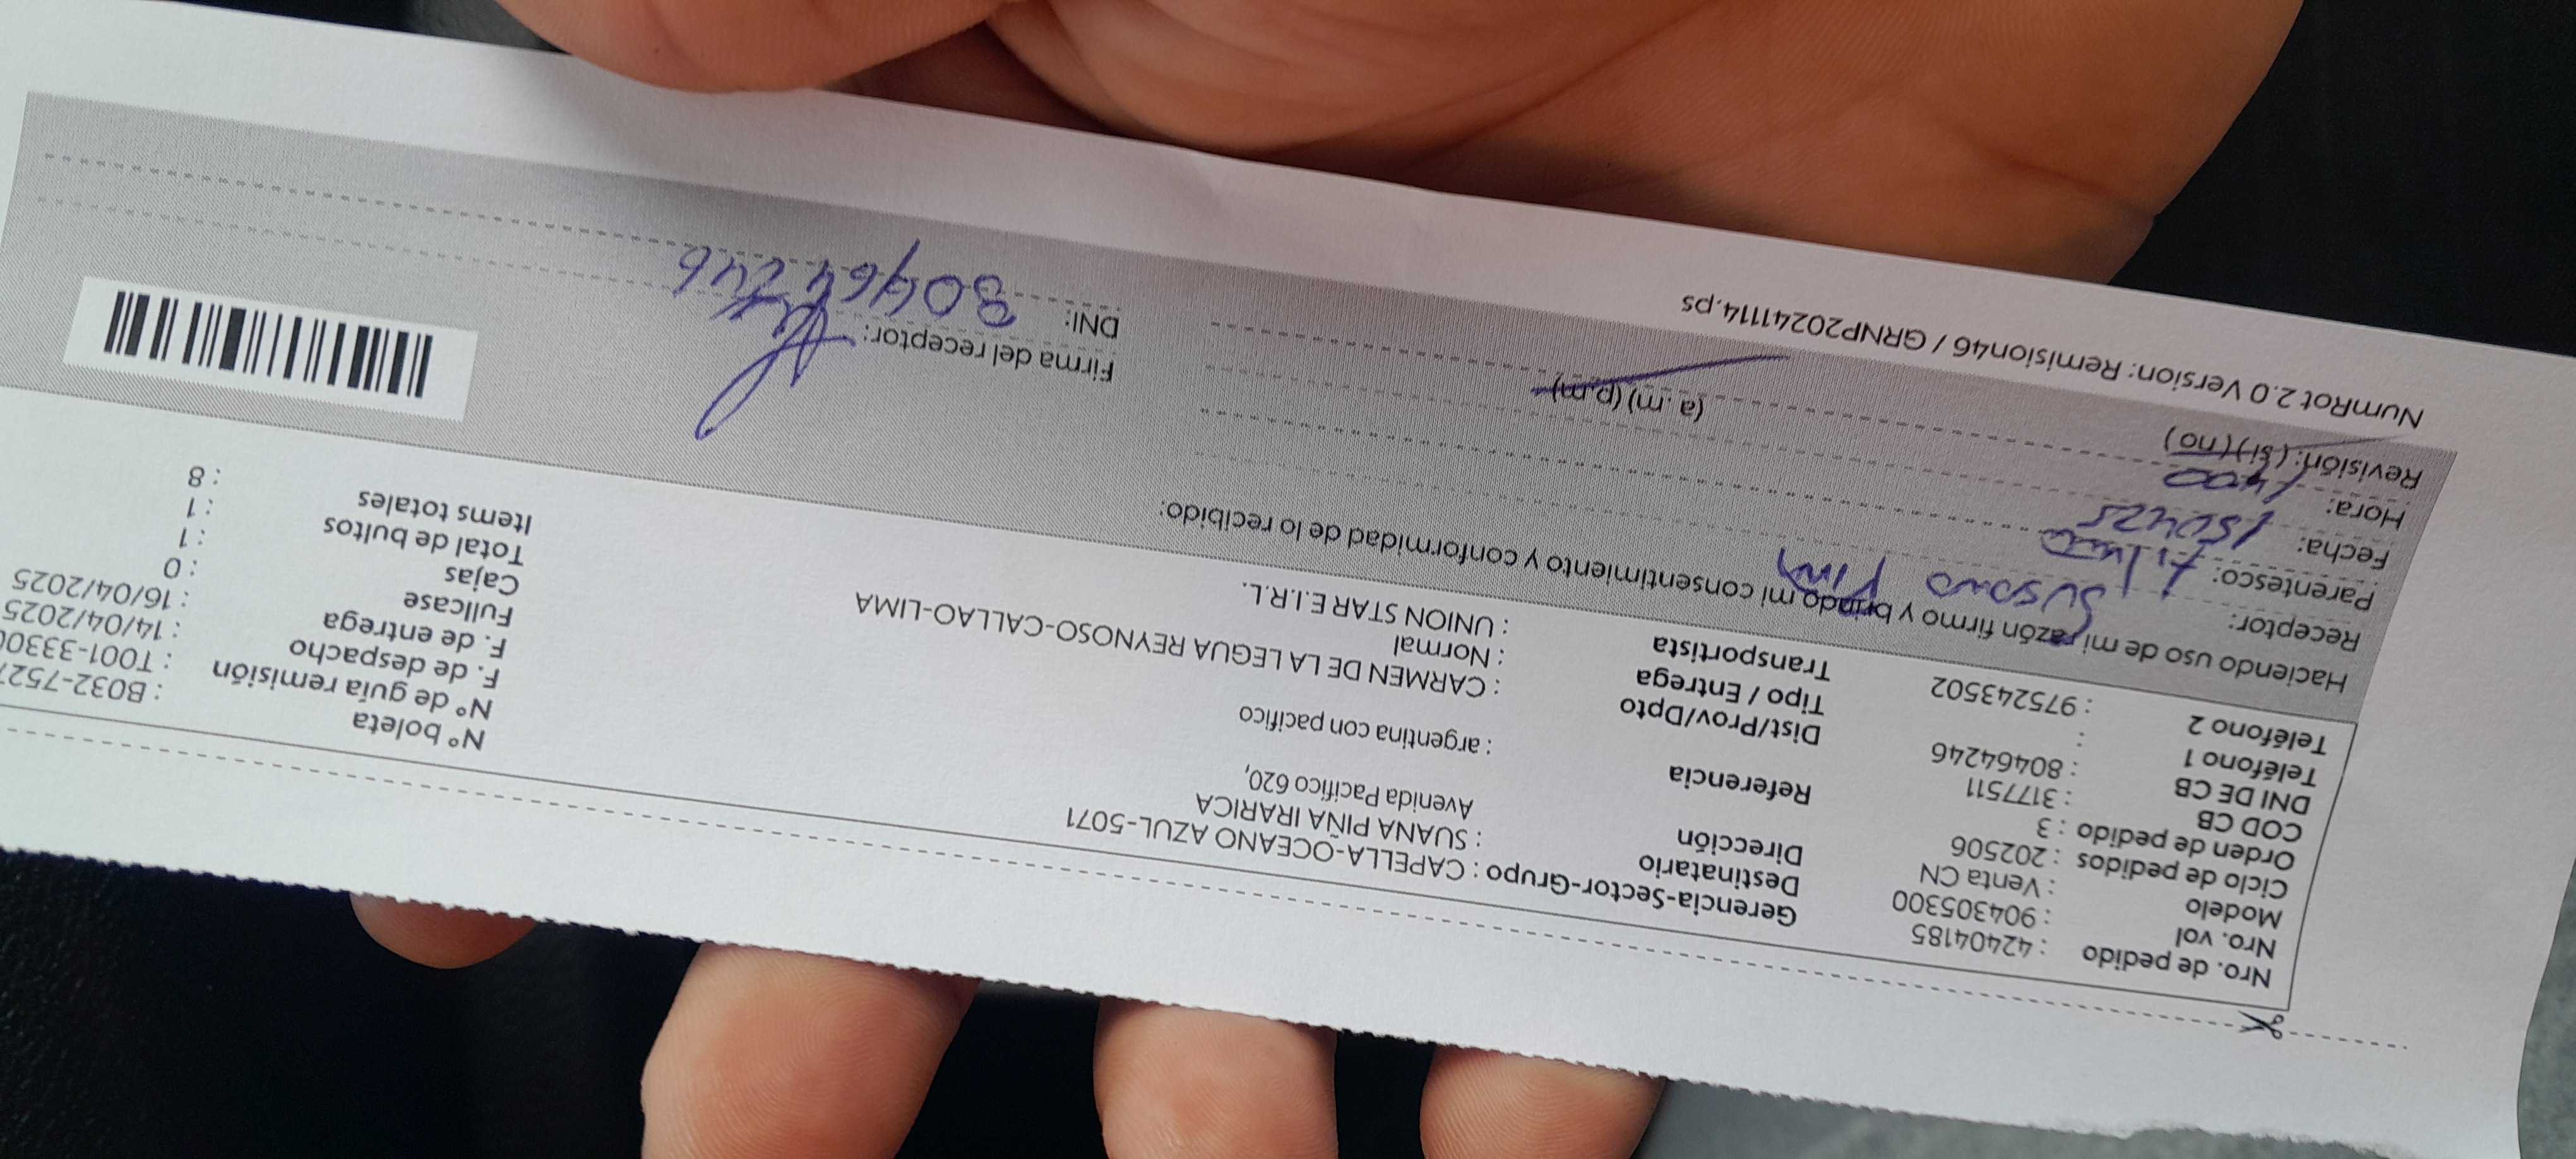 Nro. de pedido : 42404185
Nro. vol : 904305300
Modelo : Venta CN
Ciclo de pedidos : 202506
Orden de pedido : 3
COD CB : 3177511
DNI DE CB : 80464246
Teléfono 1 :
Teléfono 2 : 975243502
Gerencia-Sector-Grupo : CAPELLA-OCEANO AZUL-5071
Destinatario : SUANA PIÑA IRARICA
Dirección Avenida Pacífico 620,
Referencia : argentina con pacifico
Dist/Prov/Dpto : CARMEN DE LA LEGUA REYNOSO-CALLAO-LIMA
Tipo / Entrega : Normal
Transportista : UNION STAR E.I.R.L.
N° boleta : B032-7527
N° de guía remisión : T001-3330
F. de despacho : 14/04/2025
F. de entrega : 16/04/2025
Fullcase : 0
Cajas : 1
Total de bultos : 1
Items totales : 8
Haciendo uso de mi razón firmo y brindo mi consentimiento y conformidad de lo recibido:
Receptor: Susana Piña
Parentesco: Titular
Fecha: 150425
Hora: 1400 (a.m) (p.m)
Revisión: (si) (no)
Firma del receptor:
DNI: 80464246
NumRot 2.0 Version: Remision46 / GRNP20241114.ps